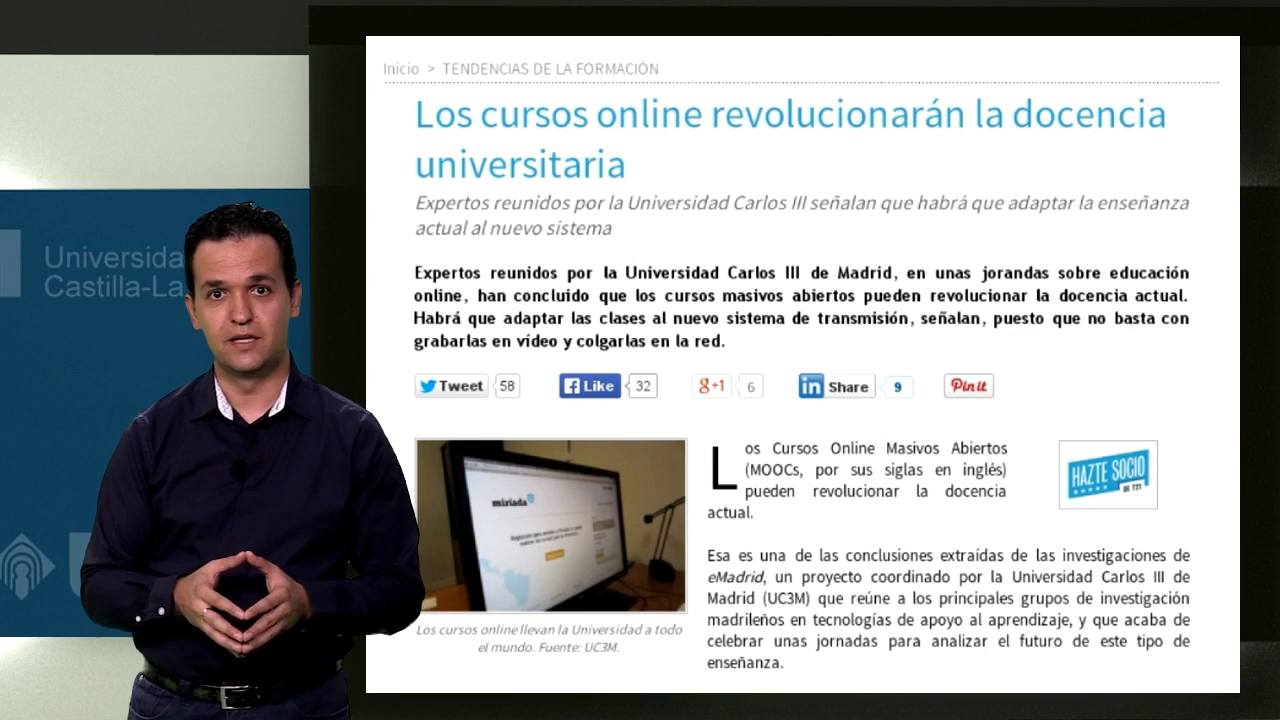 Inicio > TENDENCIAS DE LA FORMACIÓN
Los cursos online revolucionarán la docencia
universitaria
Expertos reunidos por la Universidad Carlos III señalan que habrá que adaptar la enseñanza
actual al nuevo sistema
Expertos reunidos por la Universidad Carlos III de Madrid, en unas jorandas sobre educación
online, han concluido que los cursos masivos abiertos pueden revolucionar la docencia actual.
Habrá que adaptar las clases al nuevo sistema de transmisión, señalan, puesto que no basta con
grabarlas en vídeo y colgarlas en la red.
Tweet 58 Like 32 g+1 6 in Share 9 Pin it
Los Cursos Online Masivos Abiertos
(MOOCs, por sus siglas en inglés)
pueden revolucionar la docencia
actual.
HAZTE SOCIO
DE T21
Esa es una de las conclusiones extraídas de las investigaciones de
eMadrid, un proyecto coordinado por la Universidad Carlos III de
Madrid (UC3M) que reúne a los principales grupos de investigación
madrileños en tecnologías de apoyo al aprendizaje, y que acaba de
celebrar unas jornadas para analizar el futuro de este tipo de
enseñanza.
miríada
Los cursos online llevan la Universidad a todo
el mundo. Fuente: UC3M.
Universida
Castilla-La